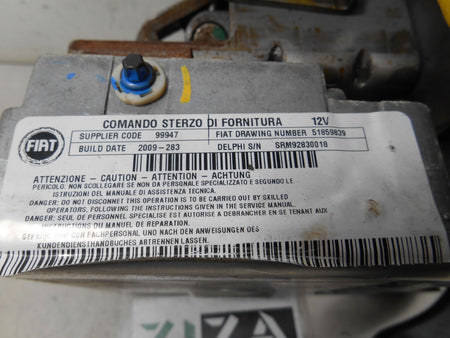 COMANDO STERZO DI FORNITURA 12V
FIAT
SUPPLIER CODE 99947 FIAT DRAWING NUMBER 51859839
BUILD DATE 2009-283 DELPHI S/N SRM92830018
ATTENZIONE - CAUTION - ATTENTION - ACHTUNG
PERICOLO: NON SCOLLEGARE SE NON DA PERSONALE SPECIALIZZATO E SEGUENDO LE
ISTRUZIONI DEL MANUALE DI ASSISTENZA TECNICA.
DANGER: DO NOT DISCONNECT THIS OPERATION IS TO BE CARRIED OUT BY SKILLED
OPERATORS, FOLLOWING THE INSTRUCTIONS GIVEN IN THE SERVICE MANUAL.
DANGER: SEUL DU PERSONNEL SPECIALISE EST AUTORISE A DEBRANCHER EN SE TENANT AUX
INSTRUCTIONS DU MANUEL DE REPARATION.
NUR CON FACHPERSONAL UND NACH DEN ANWEISUNGEN DES
KUNDENDIENSTHANDBUCHES ABTRENNEN LASSEN.